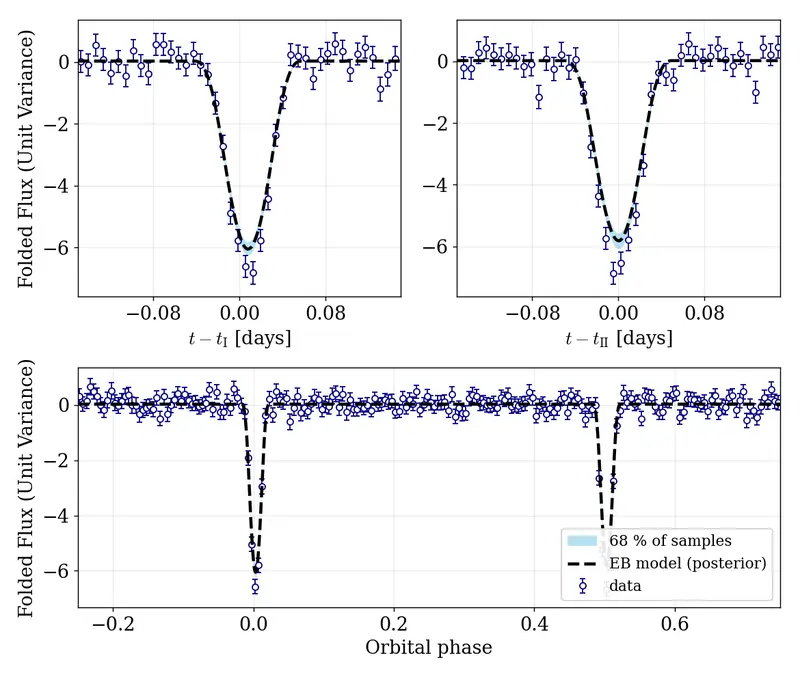 Folded Flux (Unit Variance)
0
−2
−4
−6
−0.08 0.00 0.08
t − t_I [days]
0
−2
−4
−6
−0.08 0.00 0.08
t − t_II [days]
Folded Flux (Unit Variance)
0
−2
−4
−6
68 % of samples
EB model (posterior)
data
−0.2 0.0 0.2 0.4 0.6
Orbital phase